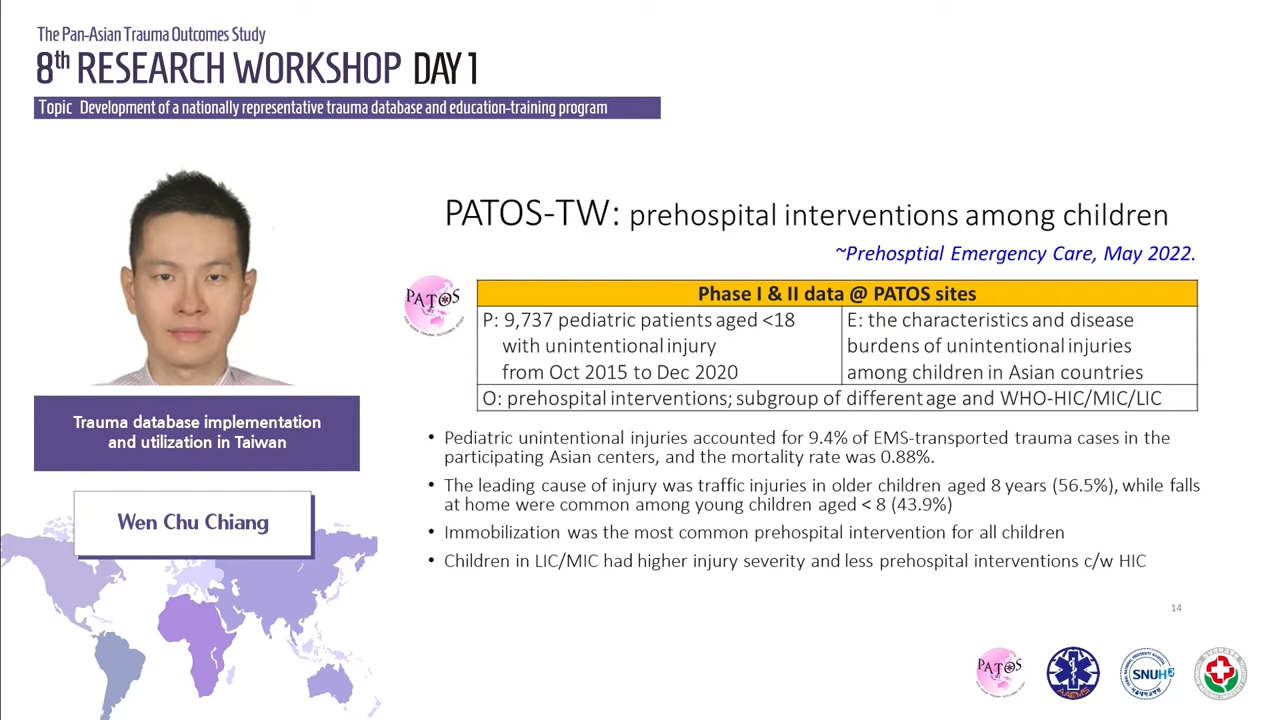 The Pan-Asian Trauma Outcomes Study
8th RESEARCH WORKSHOP DAY 1
Topic Development of a nationally representative trauma database and education-training program
PATOS-TW: prehospital interventions among children
~Prehosptial Emergency Care, May 2022.
PATOS
Phase I & II data @ PATOS sites
P: 9,737 pediatric patients aged <18
with unintentional injury
from Oct 2015 to Dec 2020
E: the characteristics and disease
burdens of unintentional injuries
among children in Asian countries
O: prehospital interventions; subgroup of different age and WHO-HIC/MIC/LIC
• Pediatric unintentional injuries accounted for 9.4% of EMS-transported trauma cases in the
participating Asian centers, and the mortality rate was 0.88%.
• The leading cause of injury was traffic injuries in older children aged 8 years (56.5%), while falls
at home were common among young children aged < 8 (43.9%)
• Immobilization was the most common prehospital intervention for all children
• Children in LIC/MIC had higher injury severity and less prehospital interventions c/w HIC
Trauma database implementation
and utilization in Taiwan
Wen Chu Chiang
14
PATOS
AAEMS
SNUH